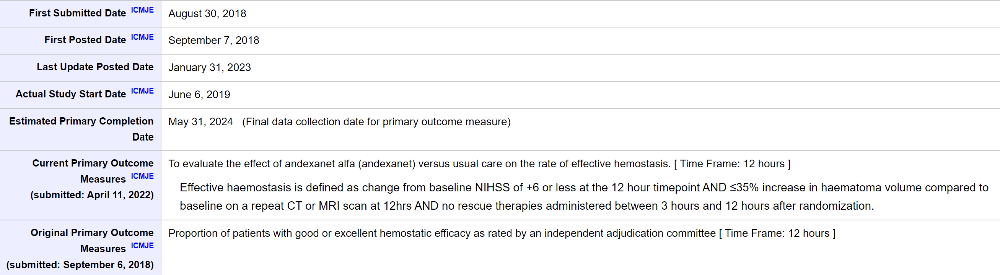 First Submitted Date ICMJE August 30, 2018
First Posted Date ICMJE September 7, 2018
Last Update Posted Date January 31, 2023
Actual Study Start Date ICMJE June 6, 2019
Estimated Primary Completion
Date
May 31, 2024 (Final data collection date for primary outcome measure)
Current Primary Outcome
Measures ICMJE
(submitted: April 11, 2022)
To evaluate the effect of andexanet alfa (andexanet) versus usual care on the rate of effective hemostasis. [ Time Frame: 12 hours ]
Effective haemostasis is defined as change from baseline NIHSS of +6 or less at the 12 hour timepoint AND ≤35% increase in haematoma volume compared to
baseline on a repeat CT or MRI scan at 12hrs AND no rescue therapies administered between 3 hours and 12 hours after randomization.
Original Primary Outcome
Measures ICMJE
(submitted: September 6, 2018)
Proportion of patients with good or excellent hemostatic efficacy as rated by an independent adjudication committee [ Time Frame: 12 hours ]